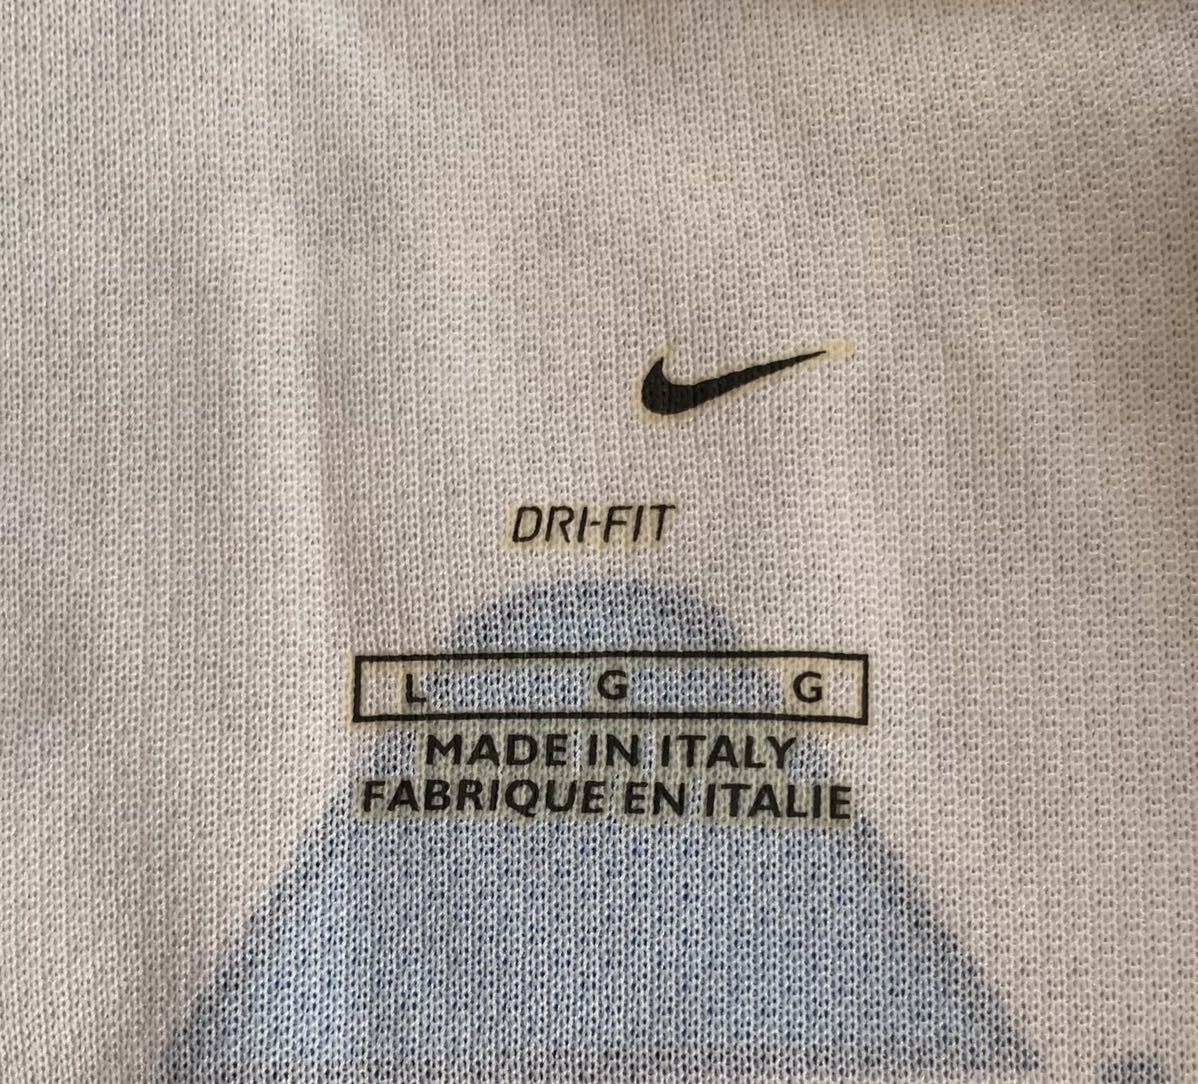 DRI-FIT
L G G
MADE IN ITALY
FABRIQUE EN ITALIE